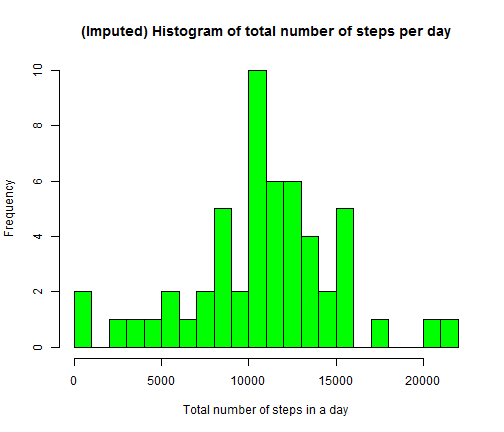 (Imputed) Histogram of total number of steps per day
Frequency
10
8
6
4
2
0
0 5000 10000 15000 20000
Total number of steps in a day